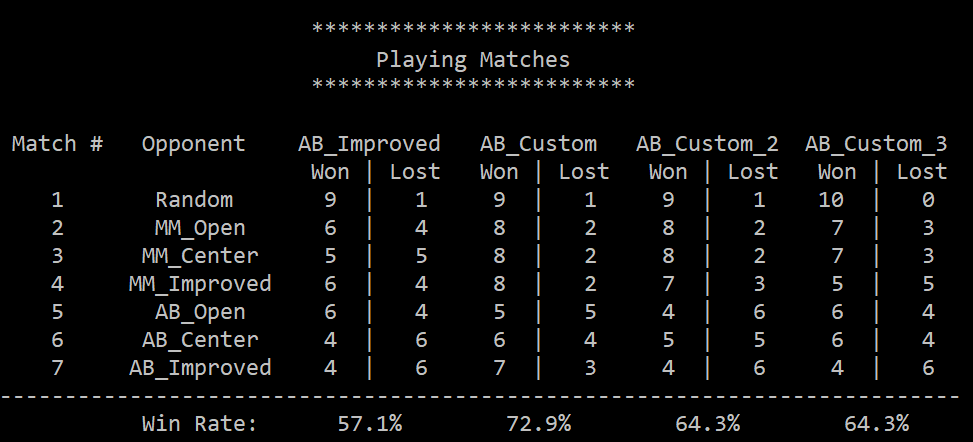 *************************
Playing Matches
*************************
Match # Opponent AB_Improved AB_Custom AB_Custom_2 AB_Custom_3
Won | Lost Won | Lost Won | Lost Won | Lost
1 Random 9 | 1 9 | 1 9 | 1 10 | 0
2 MM_Open 6 | 4 8 | 2 8 | 2 7 | 3
3 MM_Center 5 | 5 8 | 2 8 | 2 7 | 3
4 MM_Improved 6 | 4 8 | 2 7 | 3 5 | 5
5 AB_Open 6 | 4 5 | 5 4 | 6 6 | 4
6 AB_Center 4 | 6 6 | 4 5 | 5 6 | 4
7 AB_Improved 4 | 6 7 | 3 4 | 6 4 | 6
--------------------------------------------------------------------------
Win Rate: 57.1% 72.9% 64.3% 64.3%